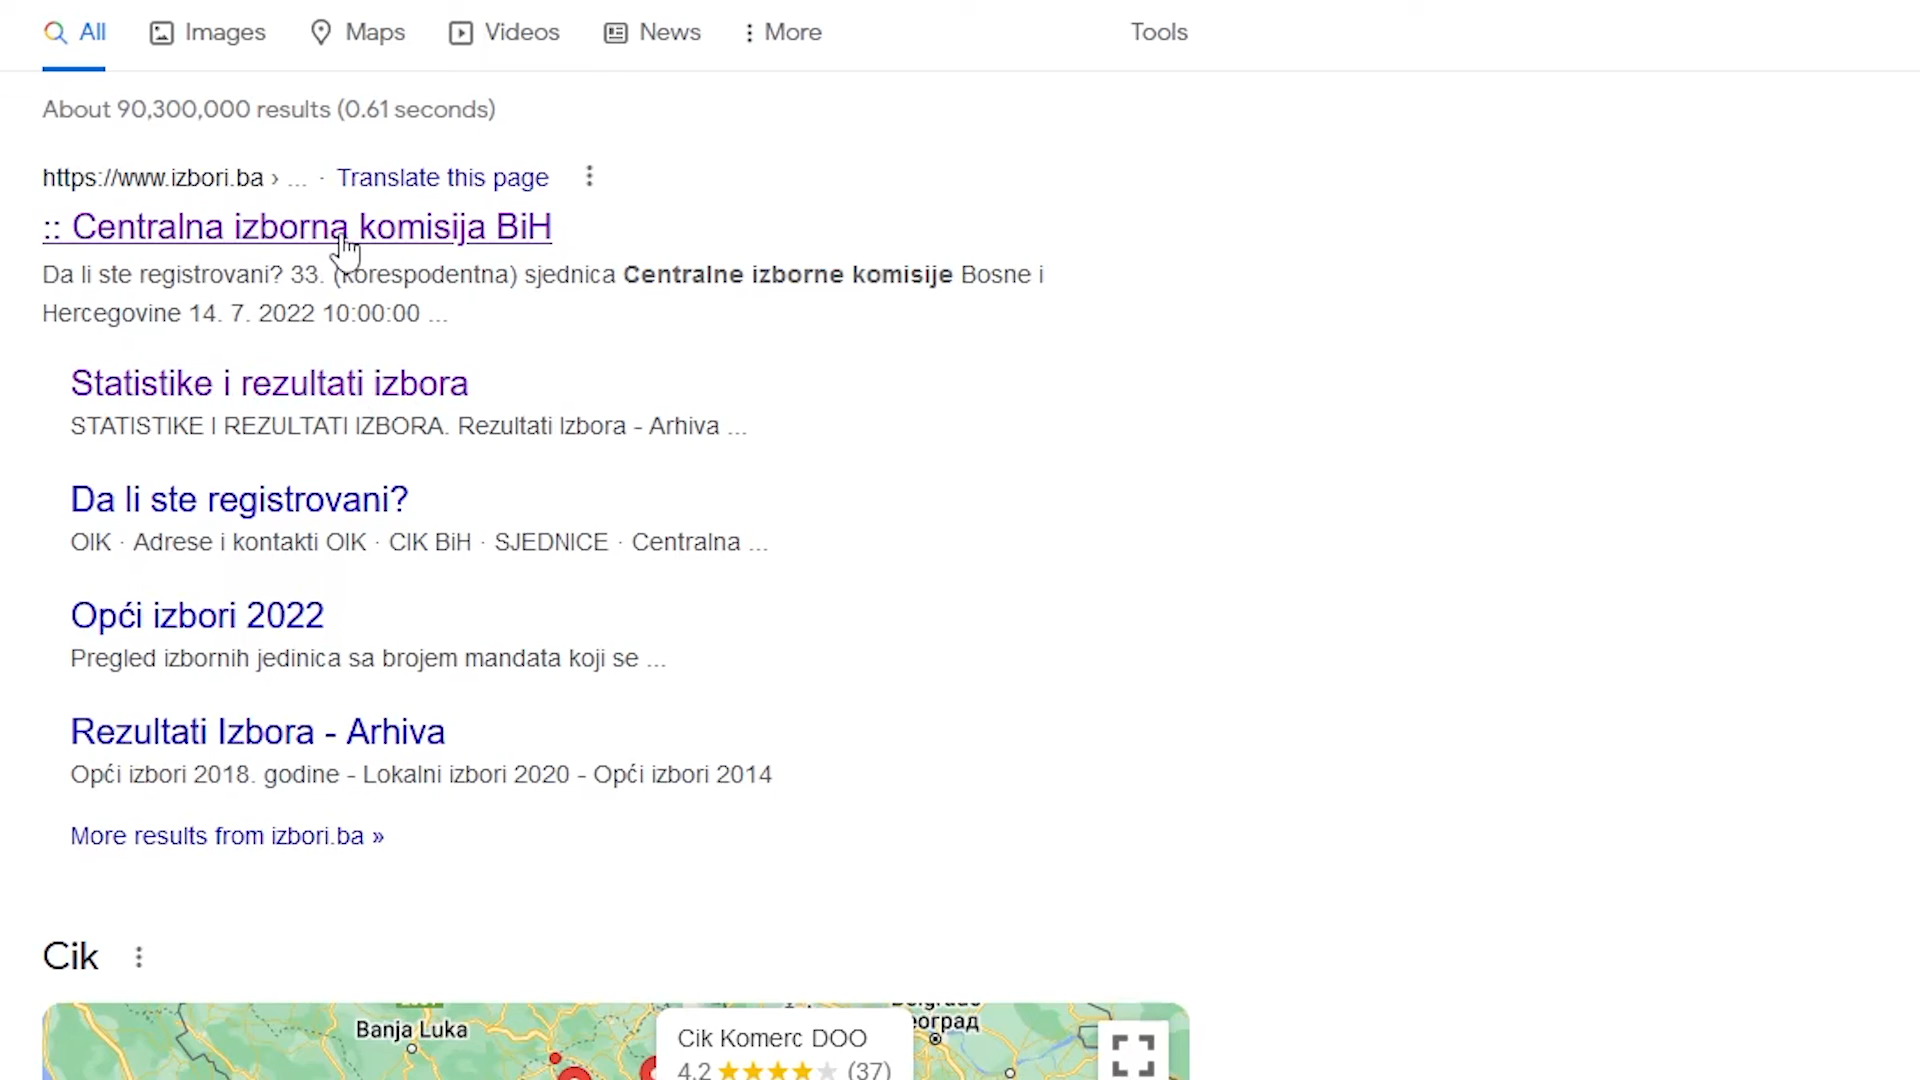 All Images Maps Videos News More Tools
About 90,300,000 results (0.61 seconds)
https://www.izbori.ba › ... · Translate this page
:: Centralna izborna komisija BiH
Da li ste registrovani? 33. (korespodentna) sjednica Centralne izborne komisije Bosne i
Hercegovine 14. 7. 2022 10:00:00 ...
Statistike i rezultati izbora
STATISTIKE I REZULTATI IZBORA. Rezultati Izbora - Arhiva ...
Da li ste registrovani?
OIK · Adrese i kontakti OIK · CIK BiH · SJEDNICE · Centralna ...
Opći izbori 2022
Pregled izbornih jedinica sa brojem mandata koji se ...
Rezultati Izbora - Arhiva
Opći izbori 2018. godine - Lokalni izbori 2020 - Opći izbori 2014
More results from izbori.ba »
Cik
Banja Luka
Cik Komerc DOO
4.2 (37)